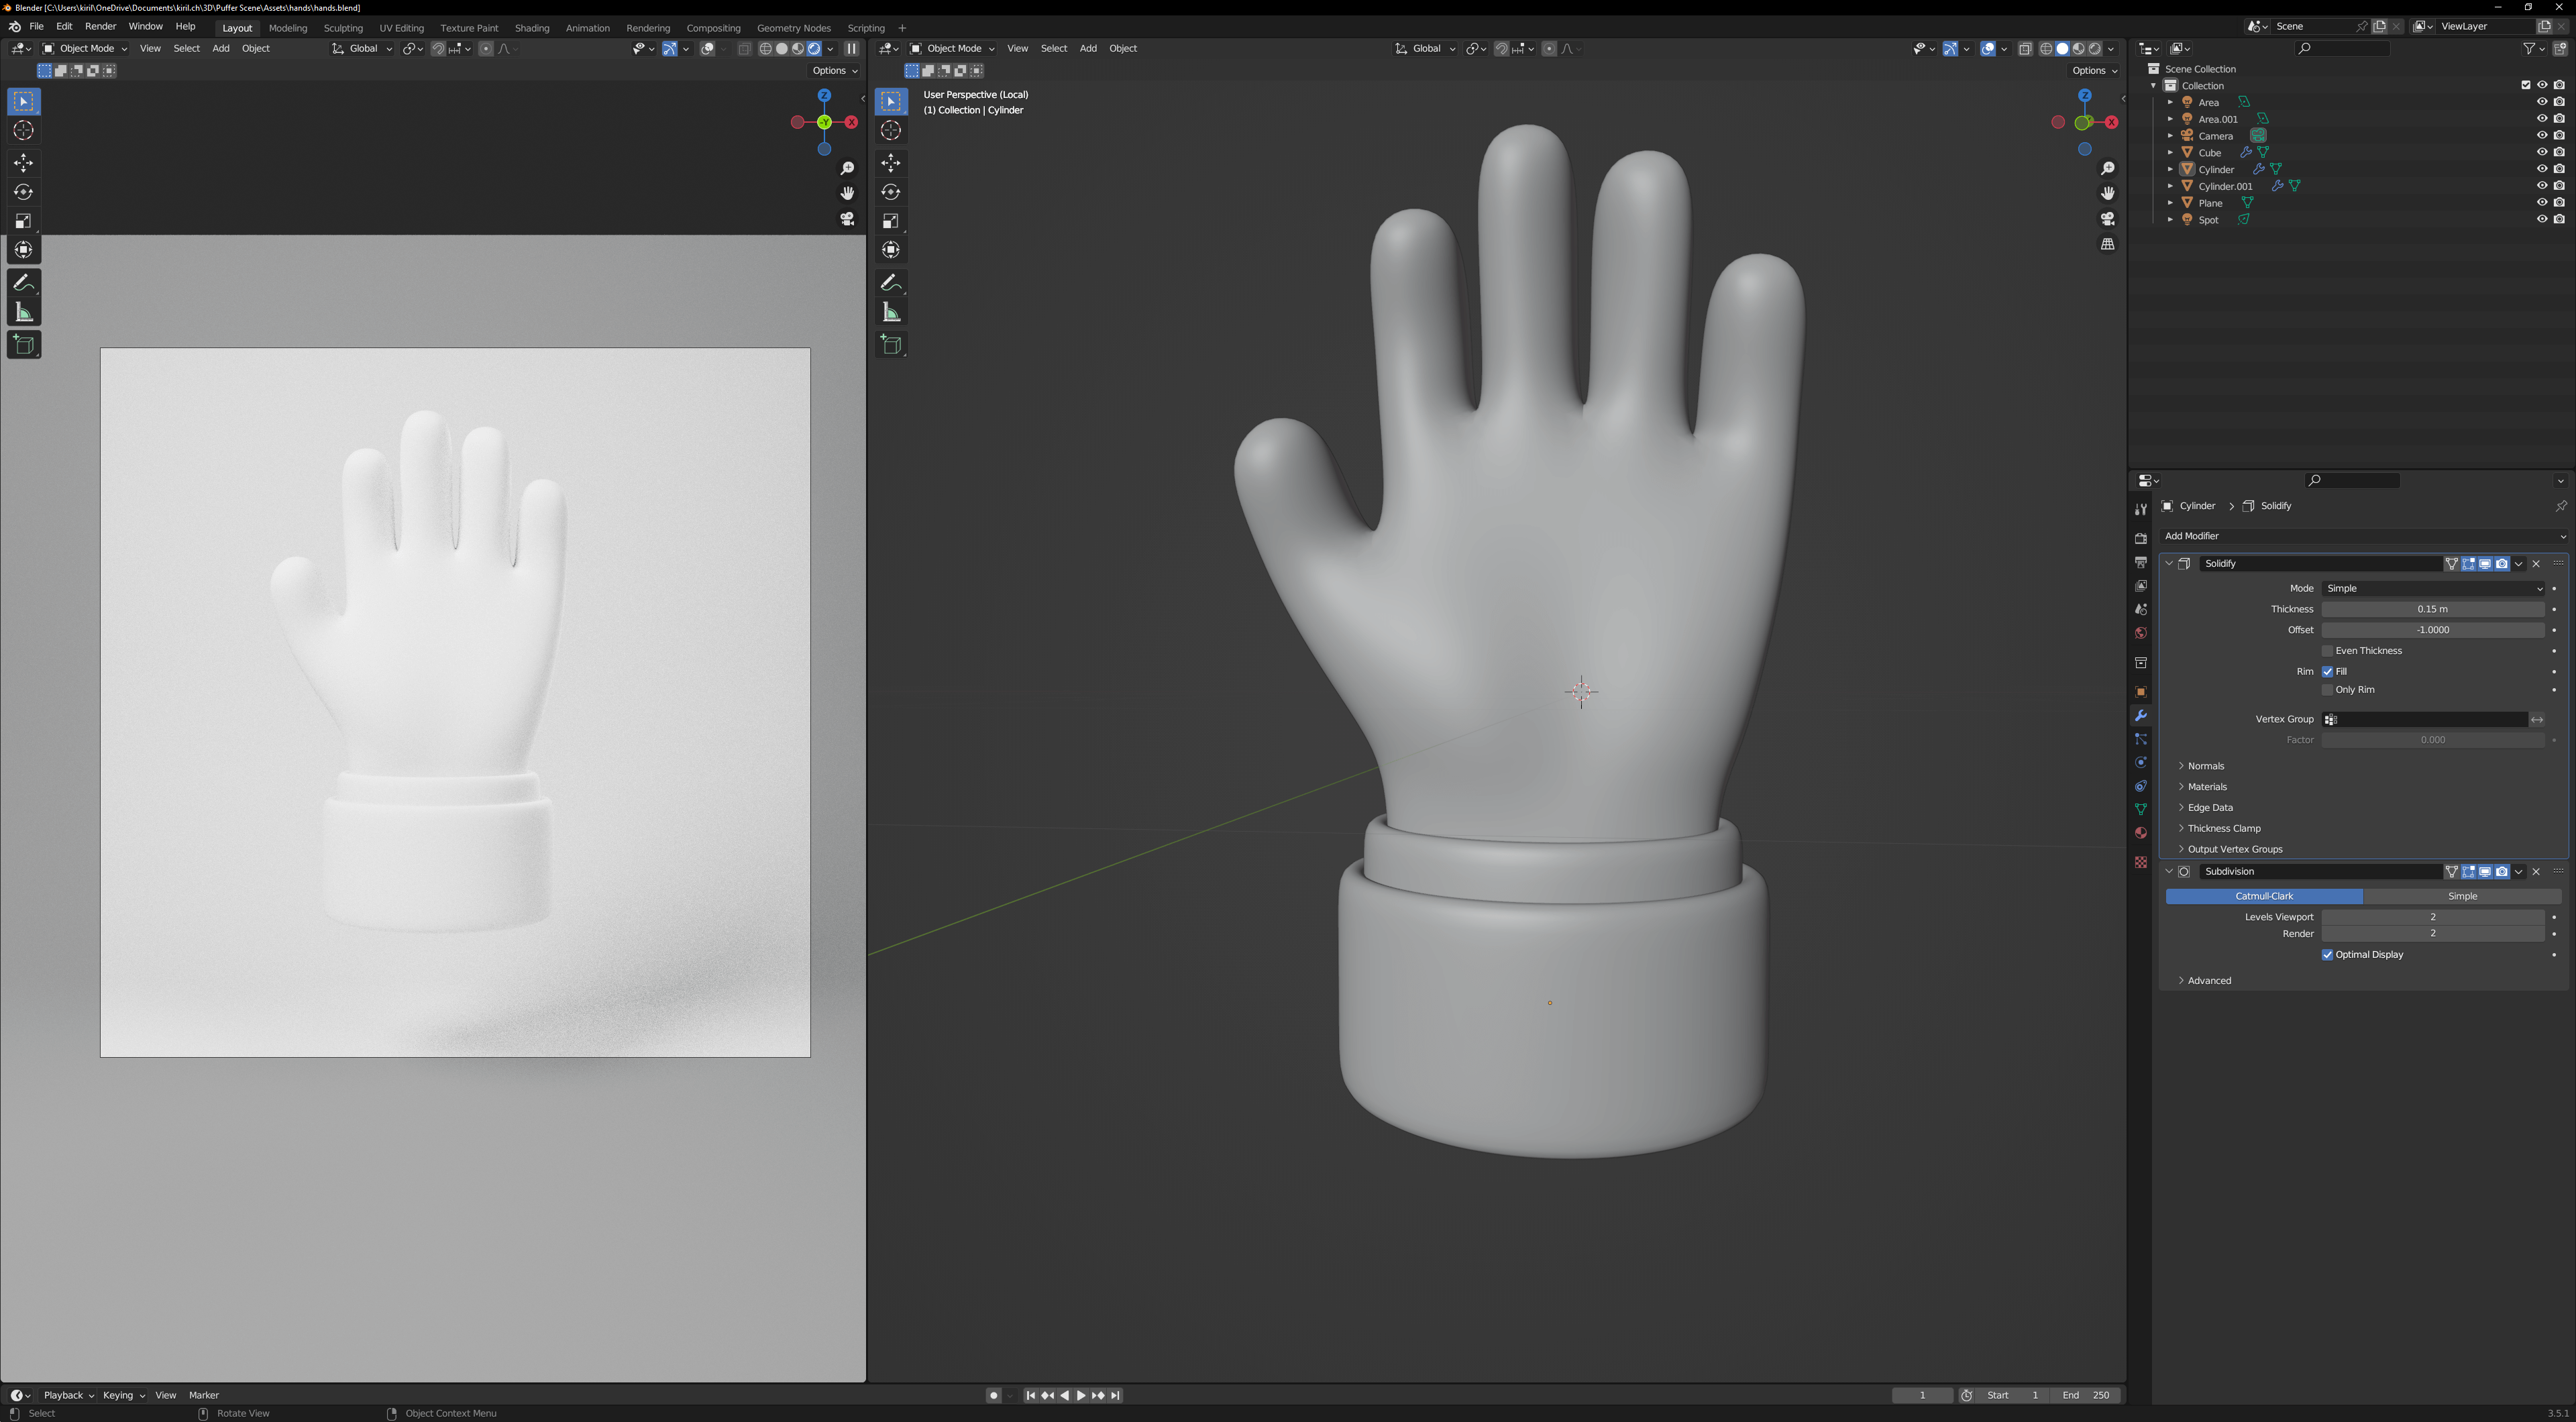 Blender [C:\Users\kiril\OneDrive\Documents\kiril.ch\3D\Puffer Scene\Assets\hands\hands.blend]
File Edit Render Window Help Layout Modeling Sculpting UV Editing Texture Paint Shading Animation Rendering Compositing Geometry Nodes Scripting + Scene ViewLayer
Object Mode View Select Add Object Global
Options
Object Mode View Select Add Object Global
Options
Z
-Y
X
User Perspective (Local)
(1) Collection | Cylinder
Z
X
Scene Collection
Collection
Area
Area.001
Camera
Cube
Cylinder
Cylinder.001
Plane
Spot
Cylinder > Solidify
Add Modifier
Solidify
Mode Simple
Thickness 0.15 m
Offset -1.0000
Even Thickness
Rim Fill
Only Rim
Vertex Group
Factor 0.000
Normals
Materials
Edge Data
Thickness Clamp
Output Vertex Groups
Subdivision
Catmull-Clark Simple
Levels Viewport 2
Render 2
Optimal Display
Advanced
Playback Keying View Marker 1 Start 1 End 250
Select Rotate View Object Context Menu 3.5.1